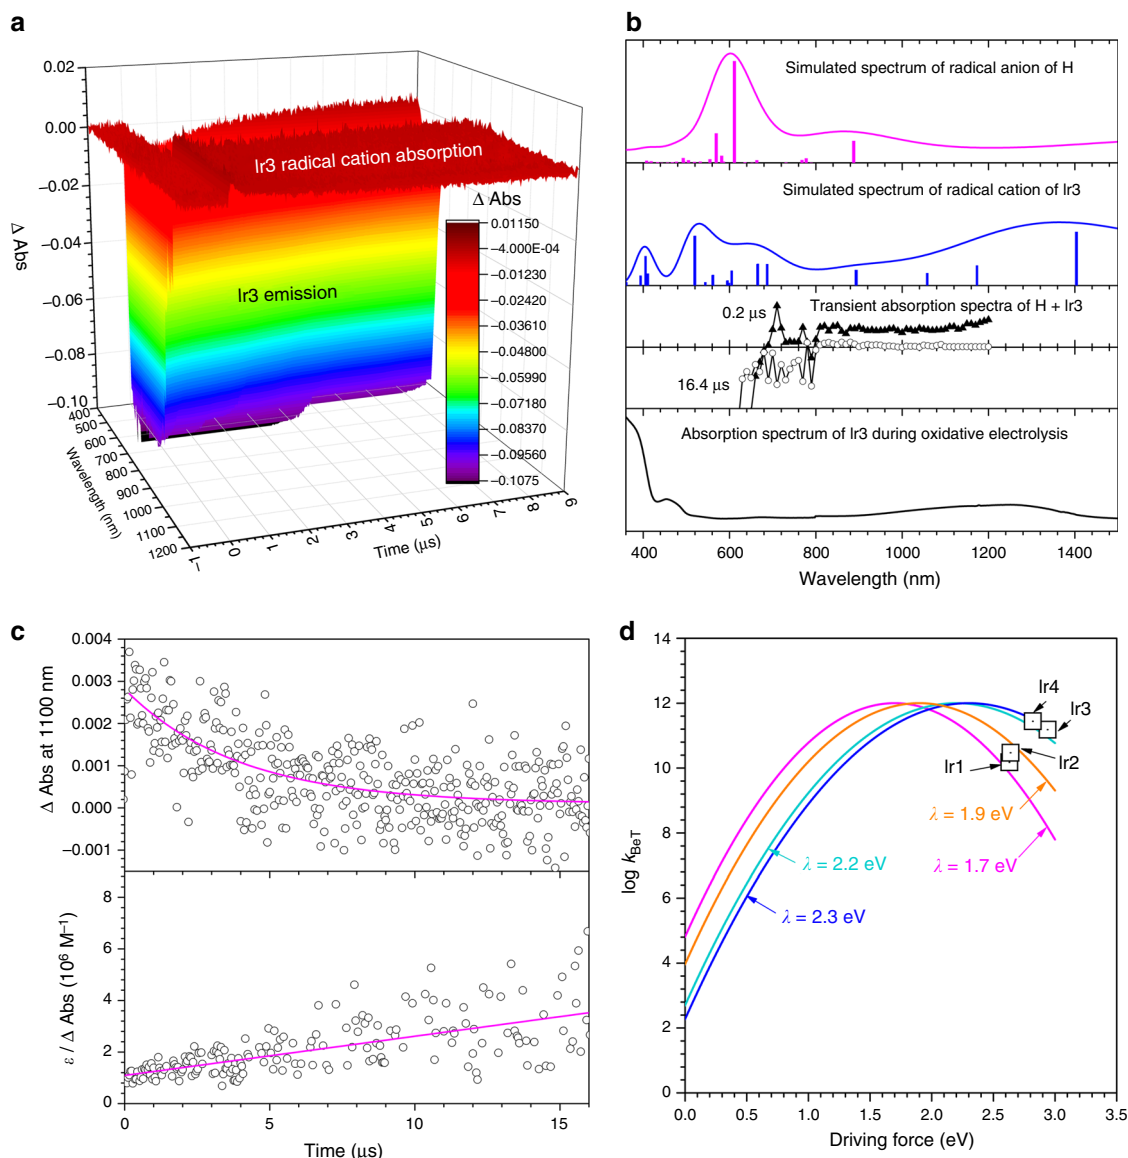 a
0.02
0.00
−0.02
−0.04
−0.06
−0.08
−0.10
Δ Abs
Ir3 radical cation absorption
Ir3 emission
Δ Abs
0.01150
−4.000E-04
−0.01230
−0.02420
−0.03610
−0.04800
−0.05990
−0.07180
−0.08370
−0.09560
−0.1075
400
500
600
700
800
900
1000
1100
1200
Wavelength (nm)
−1
0
1
2
3
4
5
6
7
8
9
Time (μs)
b
Simulated spectrum of radical anion of H
Simulated spectrum of radical cation of Ir3
Transient absorption spectra of H + Ir3
0.2 μs
16.4 μs
Absorption spectrum of Ir3 during oxidative electrolysis
400 600 800 1000 1200 1400
Wavelength (nm)
c
0.004
0.003
0.002
0.001
0.000
−0.001
Δ Abs at 1100 nm
8
6
4
2
0
ε / Δ Abs (10⁶ M⁻¹)
0 5 10 15
Time (μs)
d
14
12
10
8
6
4
2
0
log kBeT
Ir4
Ir3
Ir1
Ir2
λ = 1.9 eV
λ = 2.2 eV
λ = 1.7 eV
λ = 2.3 eV
0.0 0.5 1.0 1.5 2.0 2.5 3.0 3.5
Driving force (eV)